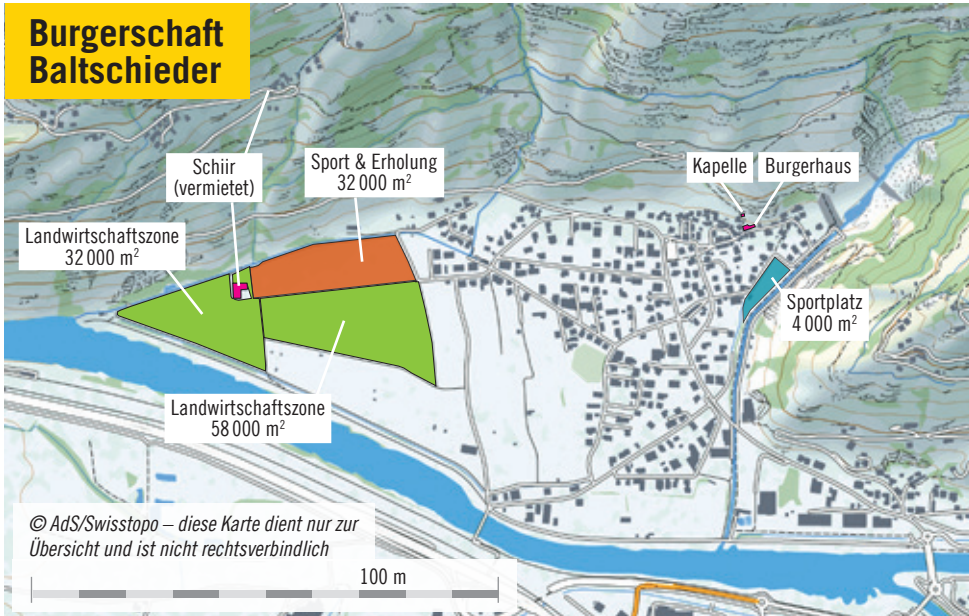 Burgerschaft
Baltschieder
Schiir
(vermietet)
Sport & Erholung
32 000 m²
Kapelle
Burgerhaus
Landwirtschaftszone
32 000 m²
Sportplatz
4 000 m²
Landwirtschaftszone
58 000 m²
© AdS/Swisstopo – diese Karte dient nur zur
Übersicht und ist nicht rechtsverbindlich
100 m